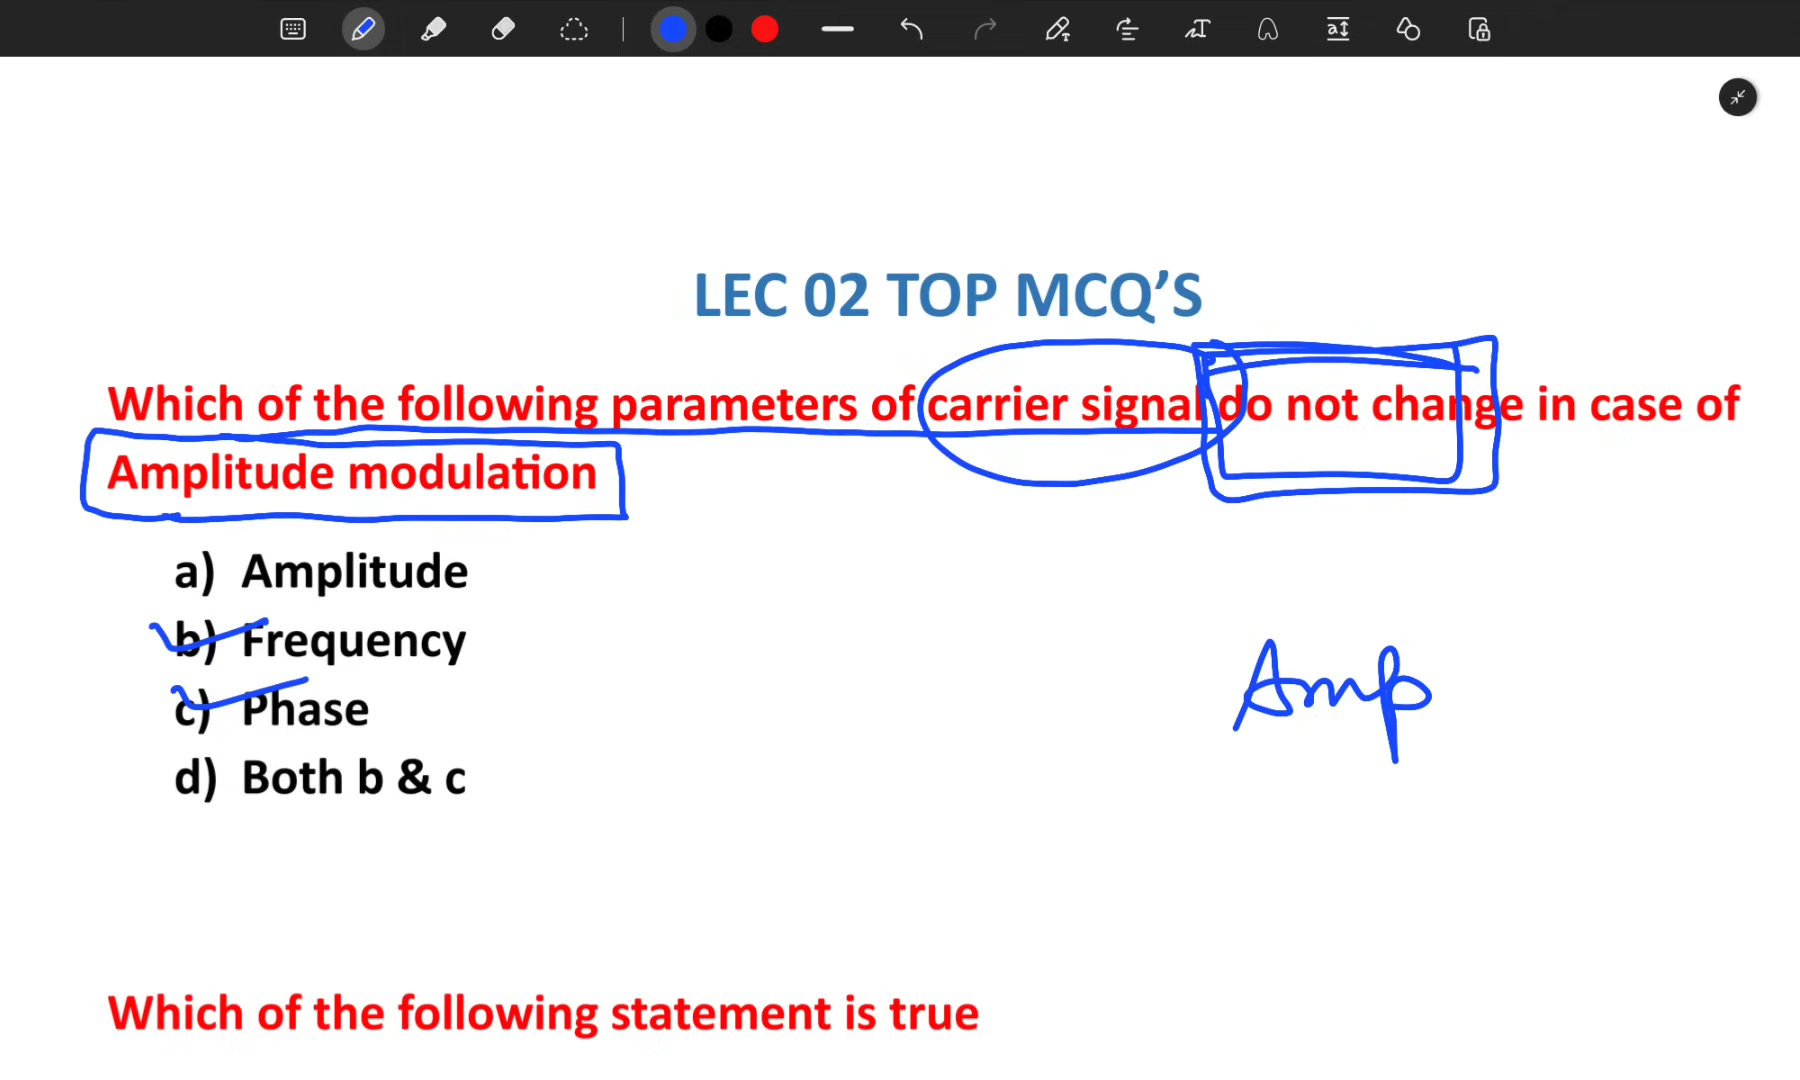 LEC 02 TOP MCQ’S
Which of the following parameters of carrier signal do not change in case of
Amplitude modulation
a) Amplitude
b) Frequency
c) Phase
d) Both b & c
Amp
Which of the following statement is true